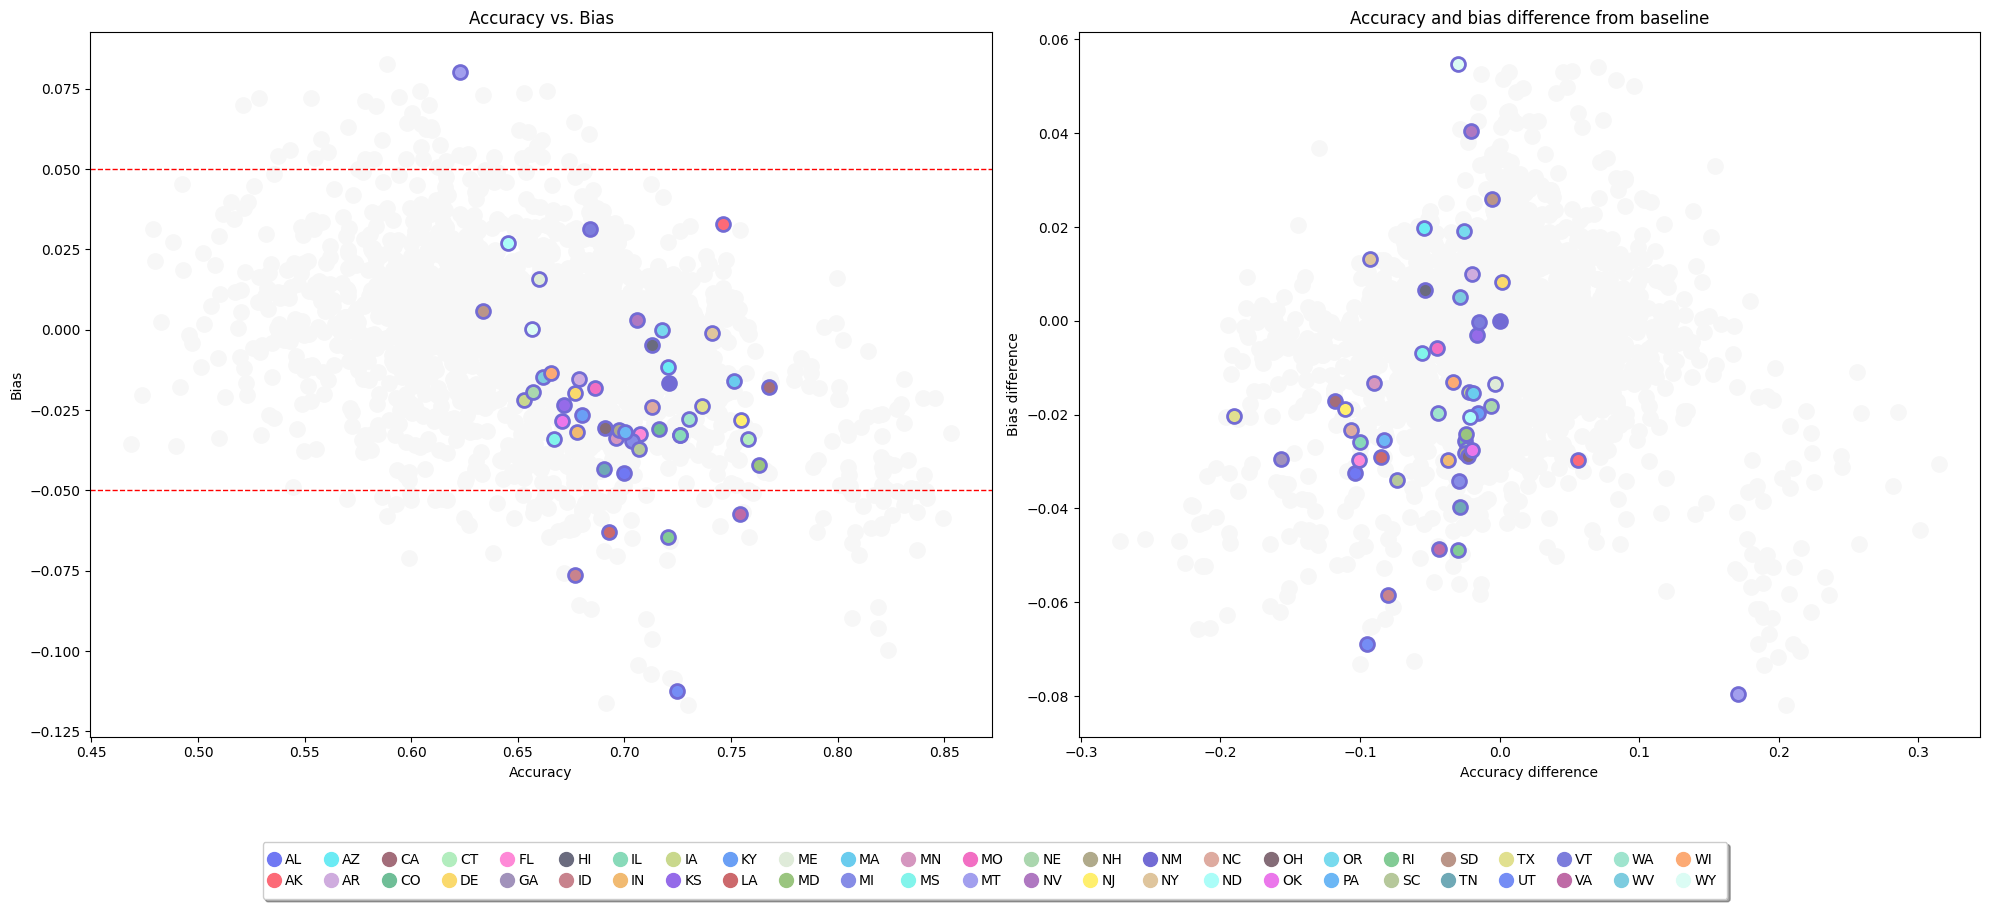 Accuracy vs. Bias
0.075
0.050
0.025
0.000
−0.025
−0.050
−0.075
−0.100
−0.125
Bias
0.45 0.50 0.55 0.60 0.65 0.70 0.75 0.80 0.85
Accuracy
Accuracy and bias difference from baseline
0.06
0.04
0.02
0.00
−0.02
−0.04
−0.06
−0.08
Bias difference
−0.3 −0.2 −0.1 0.0 0.1 0.2 0.3
Accuracy difference
AL AZ CA CT FL HI IL IA KY ME MA MN MO NE NH NM NC OH OR RI SD TX VT WA WI
AK AR CO DE GA ID IN KS LA MD MI MS MT NV NJ NY ND OK PA SC TN UT VA WV WY